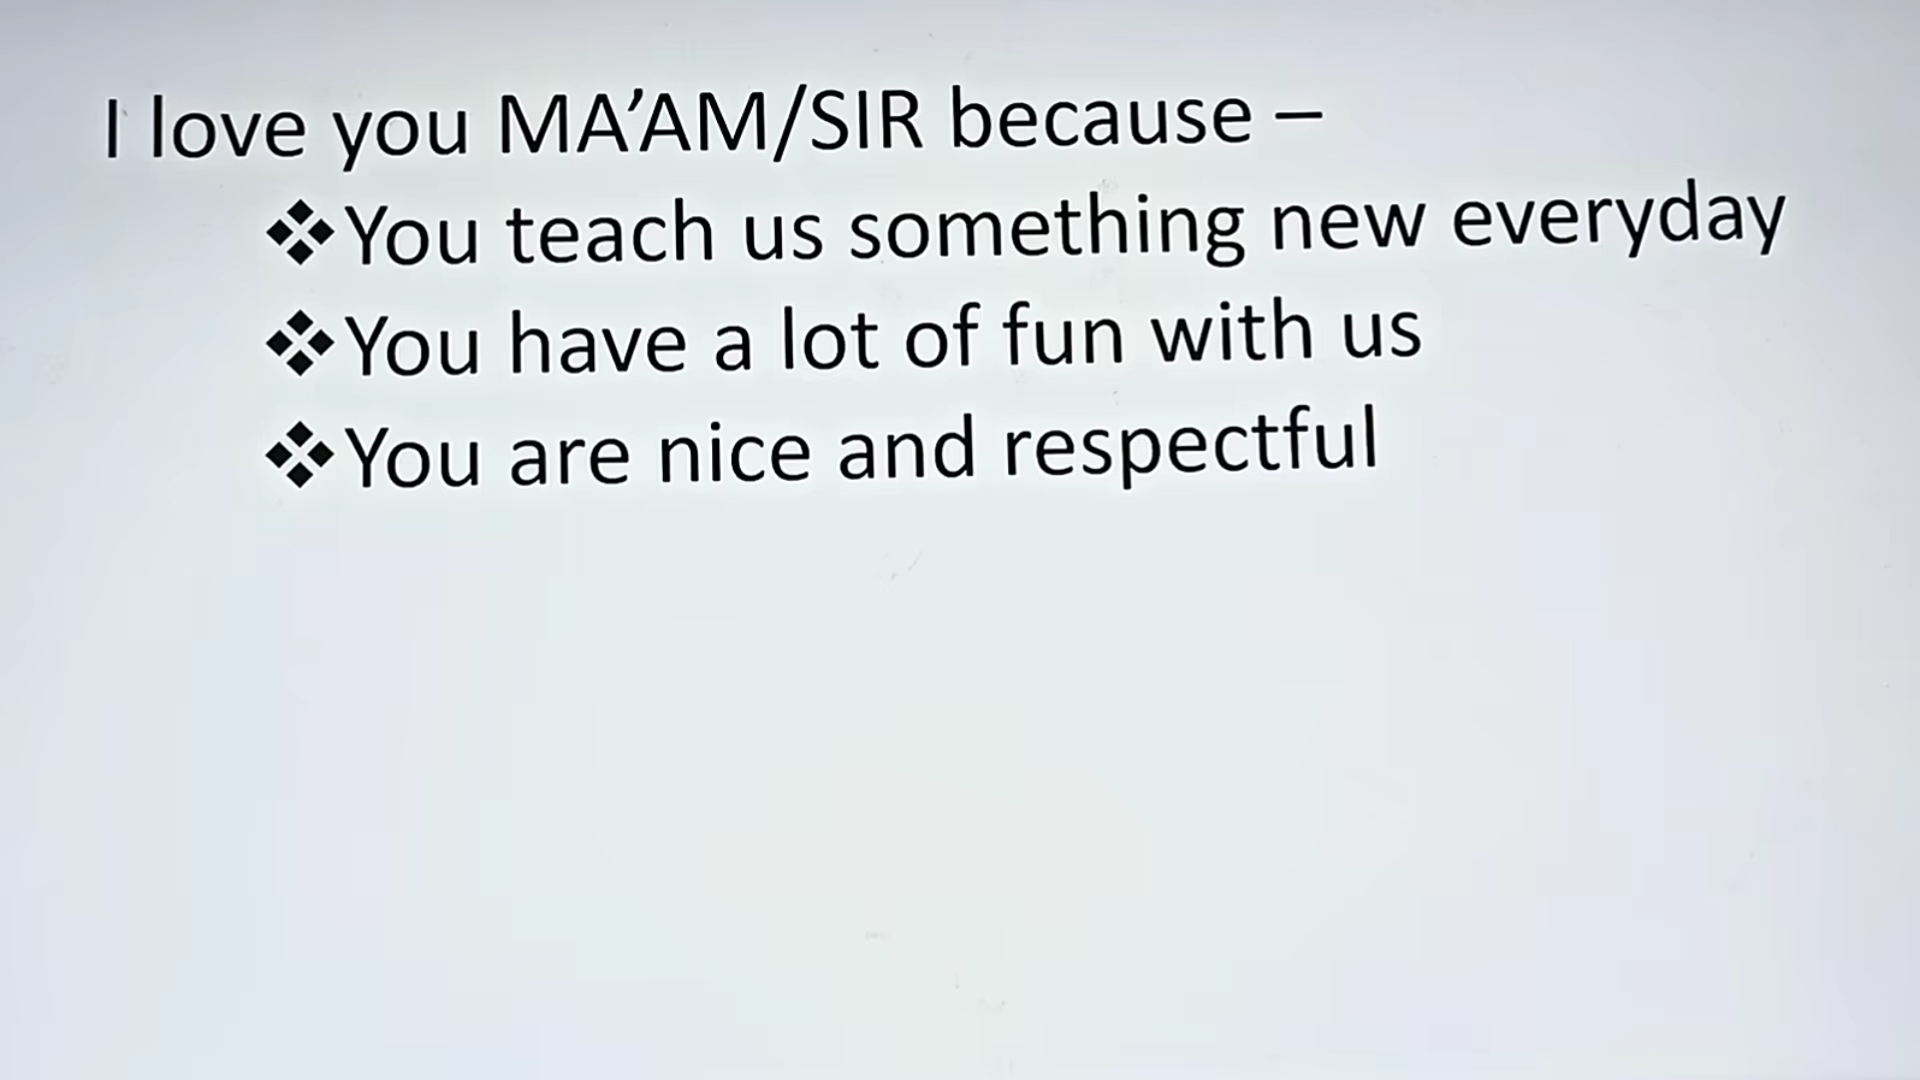 I love you MA’AM/SIR because –
❖You teach us something new everyday
❖You have a lot of fun with us
❖You are nice and respectful